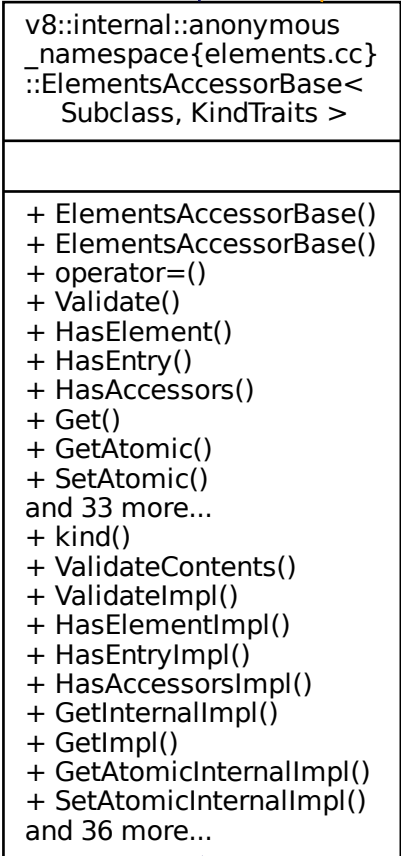 v8::internal::anonymous
_namespace{elements.cc}
::ElementsAccessorBase<
Subclass, KindTraits >
+ ElementsAccessorBase()
+ ElementsAccessorBase()
+ operator=()
+ Validate()
+ HasElement()
+ HasEntry()
+ HasAccessors()
+ Get()
+ GetAtomic()
+ SetAtomic()
and 33 more...
+ kind()
+ ValidateContents()
+ ValidateImpl()
+ HasElementImpl()
+ HasEntryImpl()
+ HasAccessorsImpl()
+ GetInternalImpl()
+ GetImpl()
+ GetAtomicInternalImpl()
+ SetAtomicInternalImpl()
and 36 more...